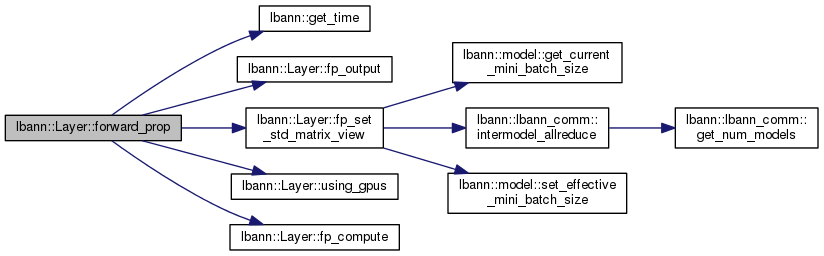 lbann::get_time
lbann::Layer::fp_output
lbann::Layer::forward_prop
lbann::Layer::fp_set
_std_matrix_view
lbann::Layer::using_gpus
lbann::Layer::fp_compute
lbann::model::get_current
_mini_batch_size
lbann::lbann_comm::
intermodel_allreduce
lbann::model::set_effective
_mini_batch_size
lbann::lbann_comm::
get_num_models